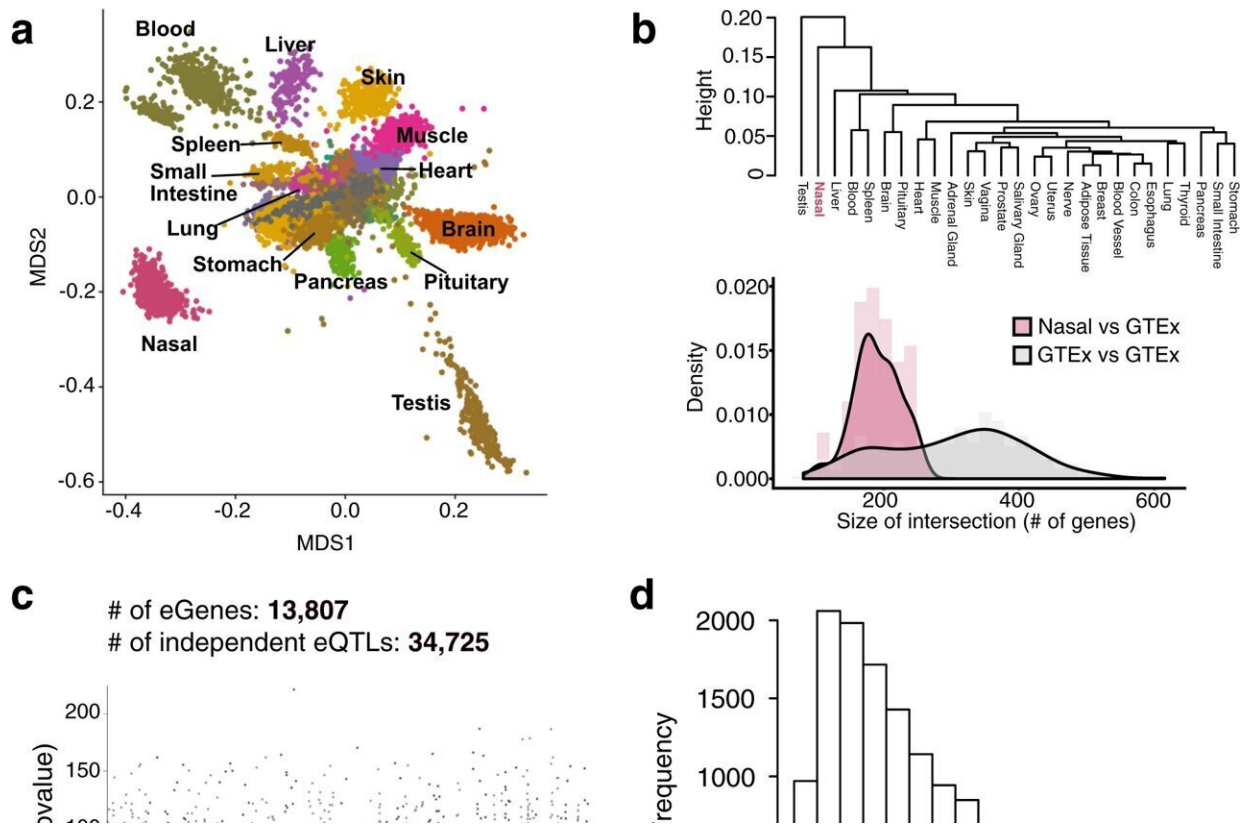 a
Blood
Liver
Skin
Muscle
Spleen
Small
Intestine
Heart
Lung
Brain
Stomach
Pancreas
Pituitary
Nasal
Testis
0.2
0.0
-0.2
-0.4
-0.6
MDS2
-0.4
-0.2
0.0
0.2
MDS1
b
0.20
0.15
0.10
0.05
0
Height
Testis
Nasal
Liver
Blood
Spleen
Brain
Pituitary
Heart
Muscle
Adrenal Gland
Skin
Vagina
Prostate
Salivary Gland
Ovary
Uterus
Nerve
Adipose Tissue
Breast
Blood Vessel
Colon
Esophagus
Lung
Thyroid
Pancreas
Small Intestine
Stomach
0.020
0.015
0.010
0.000
Density
Nasal vs GTEx
GTEx vs GTEx
200
400
600
Size of intersection (# of genes)
c
# of eGenes: 13,807
# of independent eQTLs: 34,725
200
150
d
2000
1500
1000